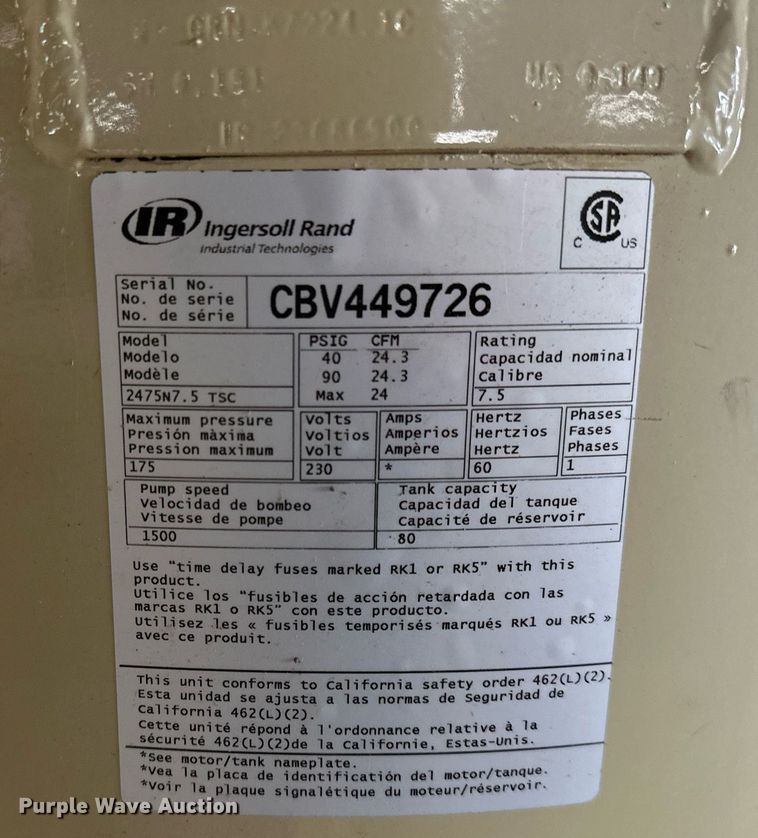 IR Ingersoll Rand
Industrial Technologies
CSA
C US
Serial No.
No. de serie
No. de série
CBV449726
Model
Modelo
Modèle
2475N7.5 TSC
PSIG CFM
40 24.3
90 24.3
Max 24
Rating
Capacidad nominal
Calibre
7.5
Maximum pressure
Presión màxima
Pression maximum
175
Volts
Voltios
Volt
230
Amps
Amperios
Ampère
*
Hertz
Hertzios
Hertz
60
Phases
Fases
Phases
1
Pump speed
Velocidad de bombeo
Vitesse de pompe
1500
Tank capacity
Capacidad del tanque
Capacité de réservoir
80
Use "time delay fuses marked RK1 or RK5" with this
product.
Utilice los "fusibles de acción retardada con las
marcas RK1 o RK5" con este producto.
Utilisez les « fusibles temporisés marqués RK1 ou RK5 »
avec ce produit.
This unit conforms to California safety order 462(L)(2).
Esta unidad se ajusta a las normas de Seguridad de
California 462(L)(2).
Cette unité répond à l'ordonnance relative à la
sécurité 462(L)(2)de la Californie, Estas-Unis.
*See motor/tank nameplate.
*Vea la placa de identificación del motor/tanque.
*Voir la plaque signalétique du moteur/réservoir.
Purple Wave Auction